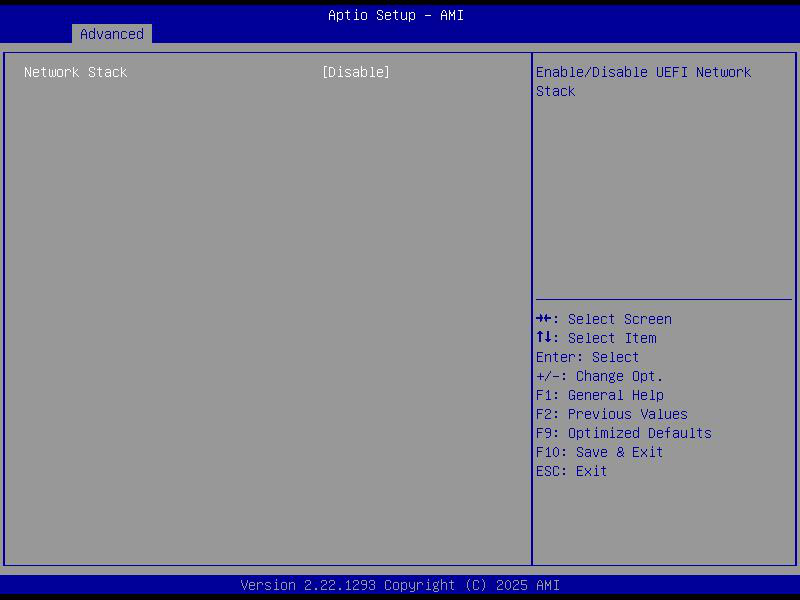 Aptio Setup - AMI
Advanced
Network Stack [Disable]
Enable/Disable UEFI Network
Stack
→←: Select Screen
↑↓: Select Item
Enter: Select
+/-: Change Opt.
F1: General Help
F2: Previous Values
F9: Optimized Defaults
F10: Save & Exit
ESC: Exit
Version 2.22.1293 Copyright (C) 2025 AMI